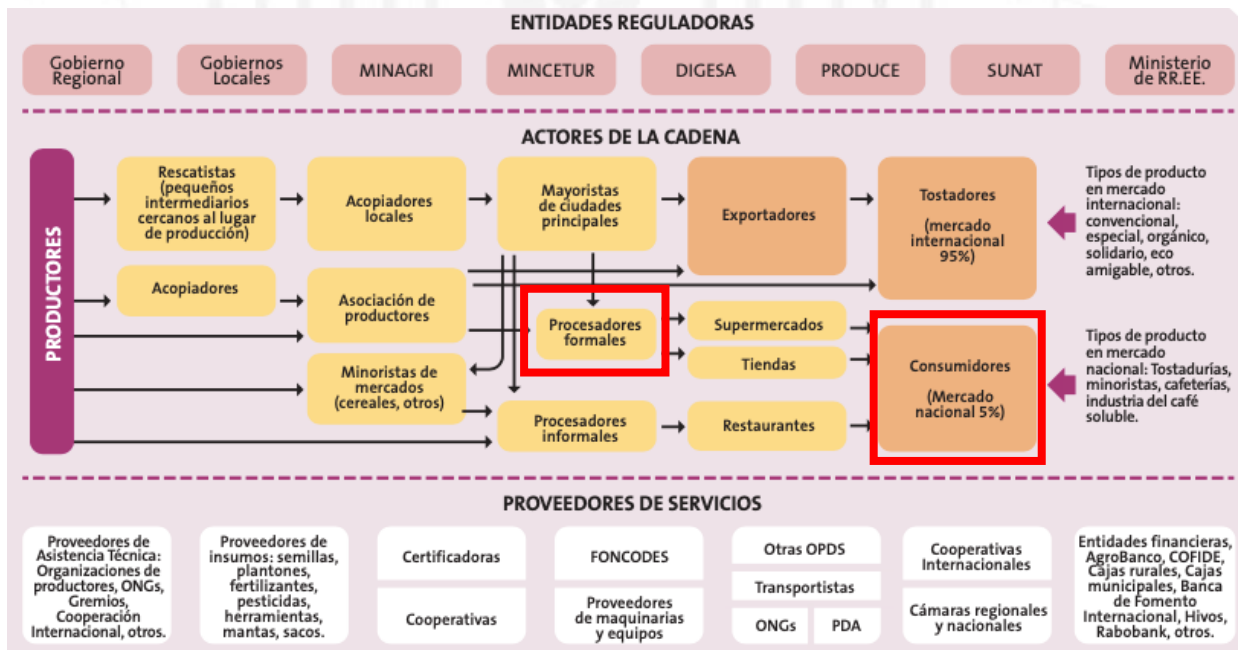 ENTIDADES REGULADORAS
Gobierno
Regional
Gobiernos
Locales
MINAGRI
MINCETUR
DIGESA
PRODUCE
SUNAT
Ministerio
de RR.EE.
ACTORES DE LA CADENA
PRODUCTORES
Rescatistas
(pequeños
intermediarios
cercanos al lugar
de producción)
Acopiadores
locales
Mayoristas
de ciudades
principales
Exportadores
Tostadores
(mercado
internacional
95%)
Tipos de producto
en mercado
internacional:
convencional,
especial, orgánico,
solidario, eco
amigable, otros.
Acopiadores
Asociación de
productores
Procesadores
formales
Supermercados
Tiendas
Consumidores
(Mercado
nacional 5%)
Tipos de producto
en mercado
nacional: Tostadurías,
minoristas, cafeterías,
industria del café
soluble.
Minoristas de
mercados
(cereales, otros)
Procesadores
informales
Restaurantes
PROVEEDORES DE SERVICIOS
Proveedores de
Asistencia Técnica:
Organizaciones de
productores, ONGs,
Gremios,
Cooperación
Internacional, otros.
Proveedores de
insumos: semillas,
plantones,
fertilizantes,
pesticidas,
herramientas,
mantas, sacos.
Certificadoras
Cooperativas
FONCODES
Proveedores
de maquinarias
y equipos
Otras OPDS
Transportistas
ONGs
PDA
Cooperativas
Internacionales
Cámaras regionales
y nacionales
Entidades financieras,
AgroBanco, COFIDE,
Cajas rurales, Cajas
municipales, Banca
de Fomento
Internacional, Hivos,
Rabobank, otros.